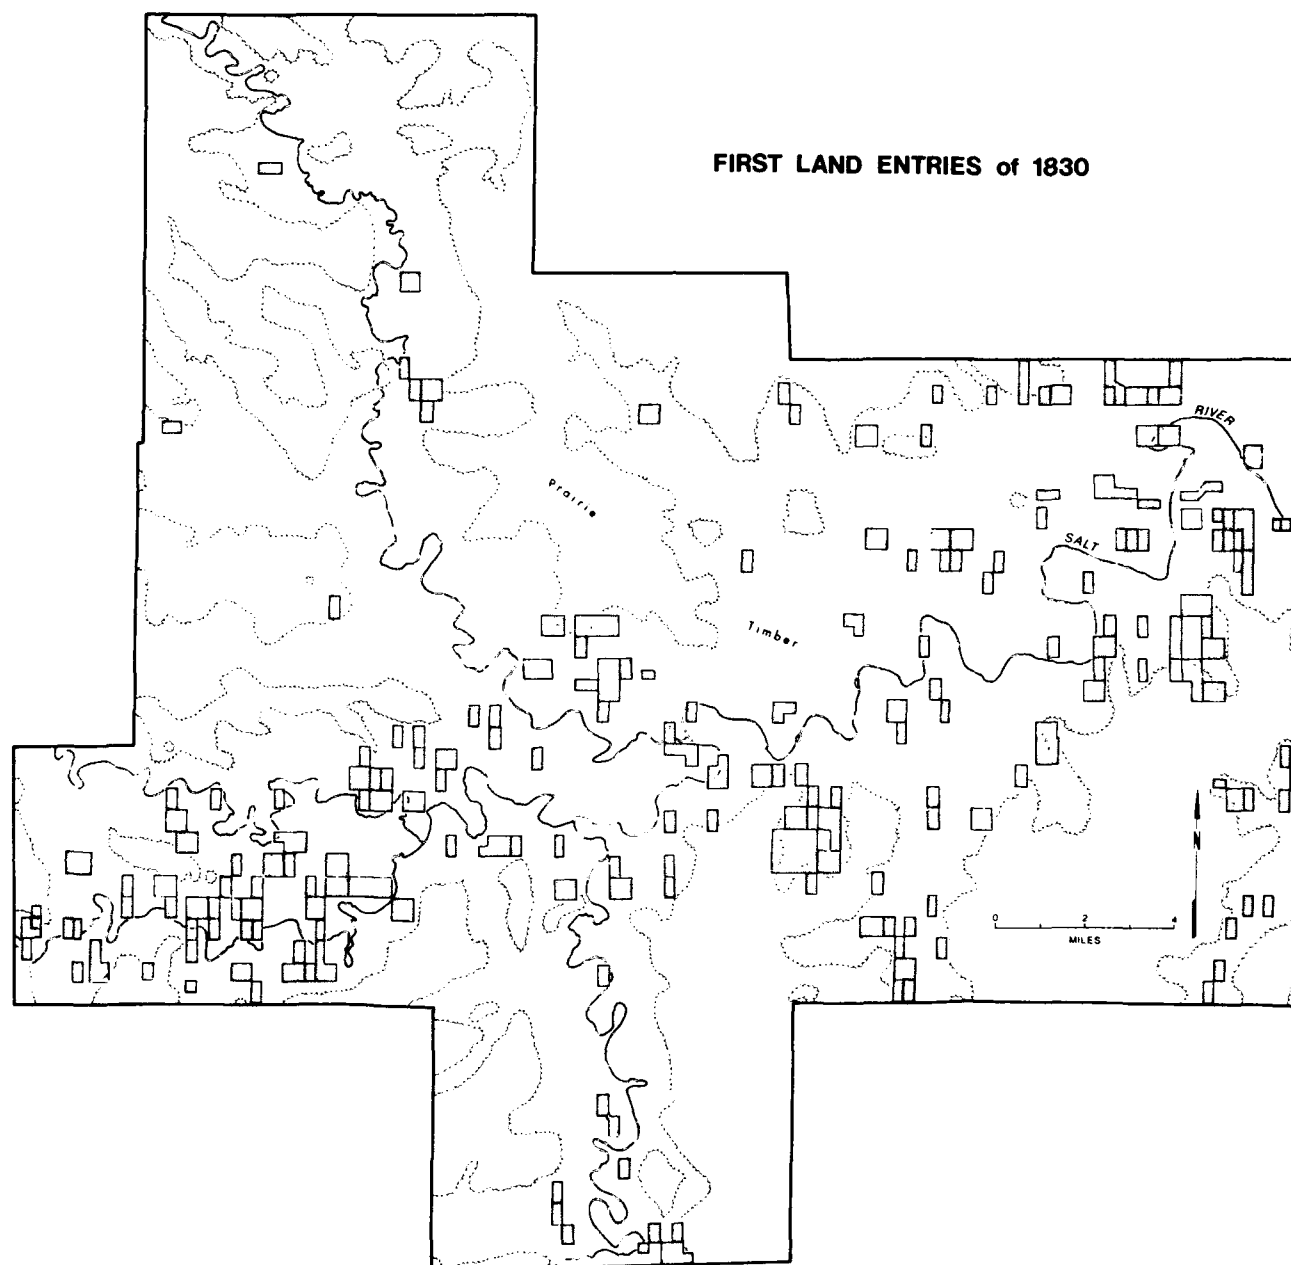 FIRST LAND ENTRIES of 1830
RIVER
Prairie
SALT
Timber
N
0 2 4
MILES